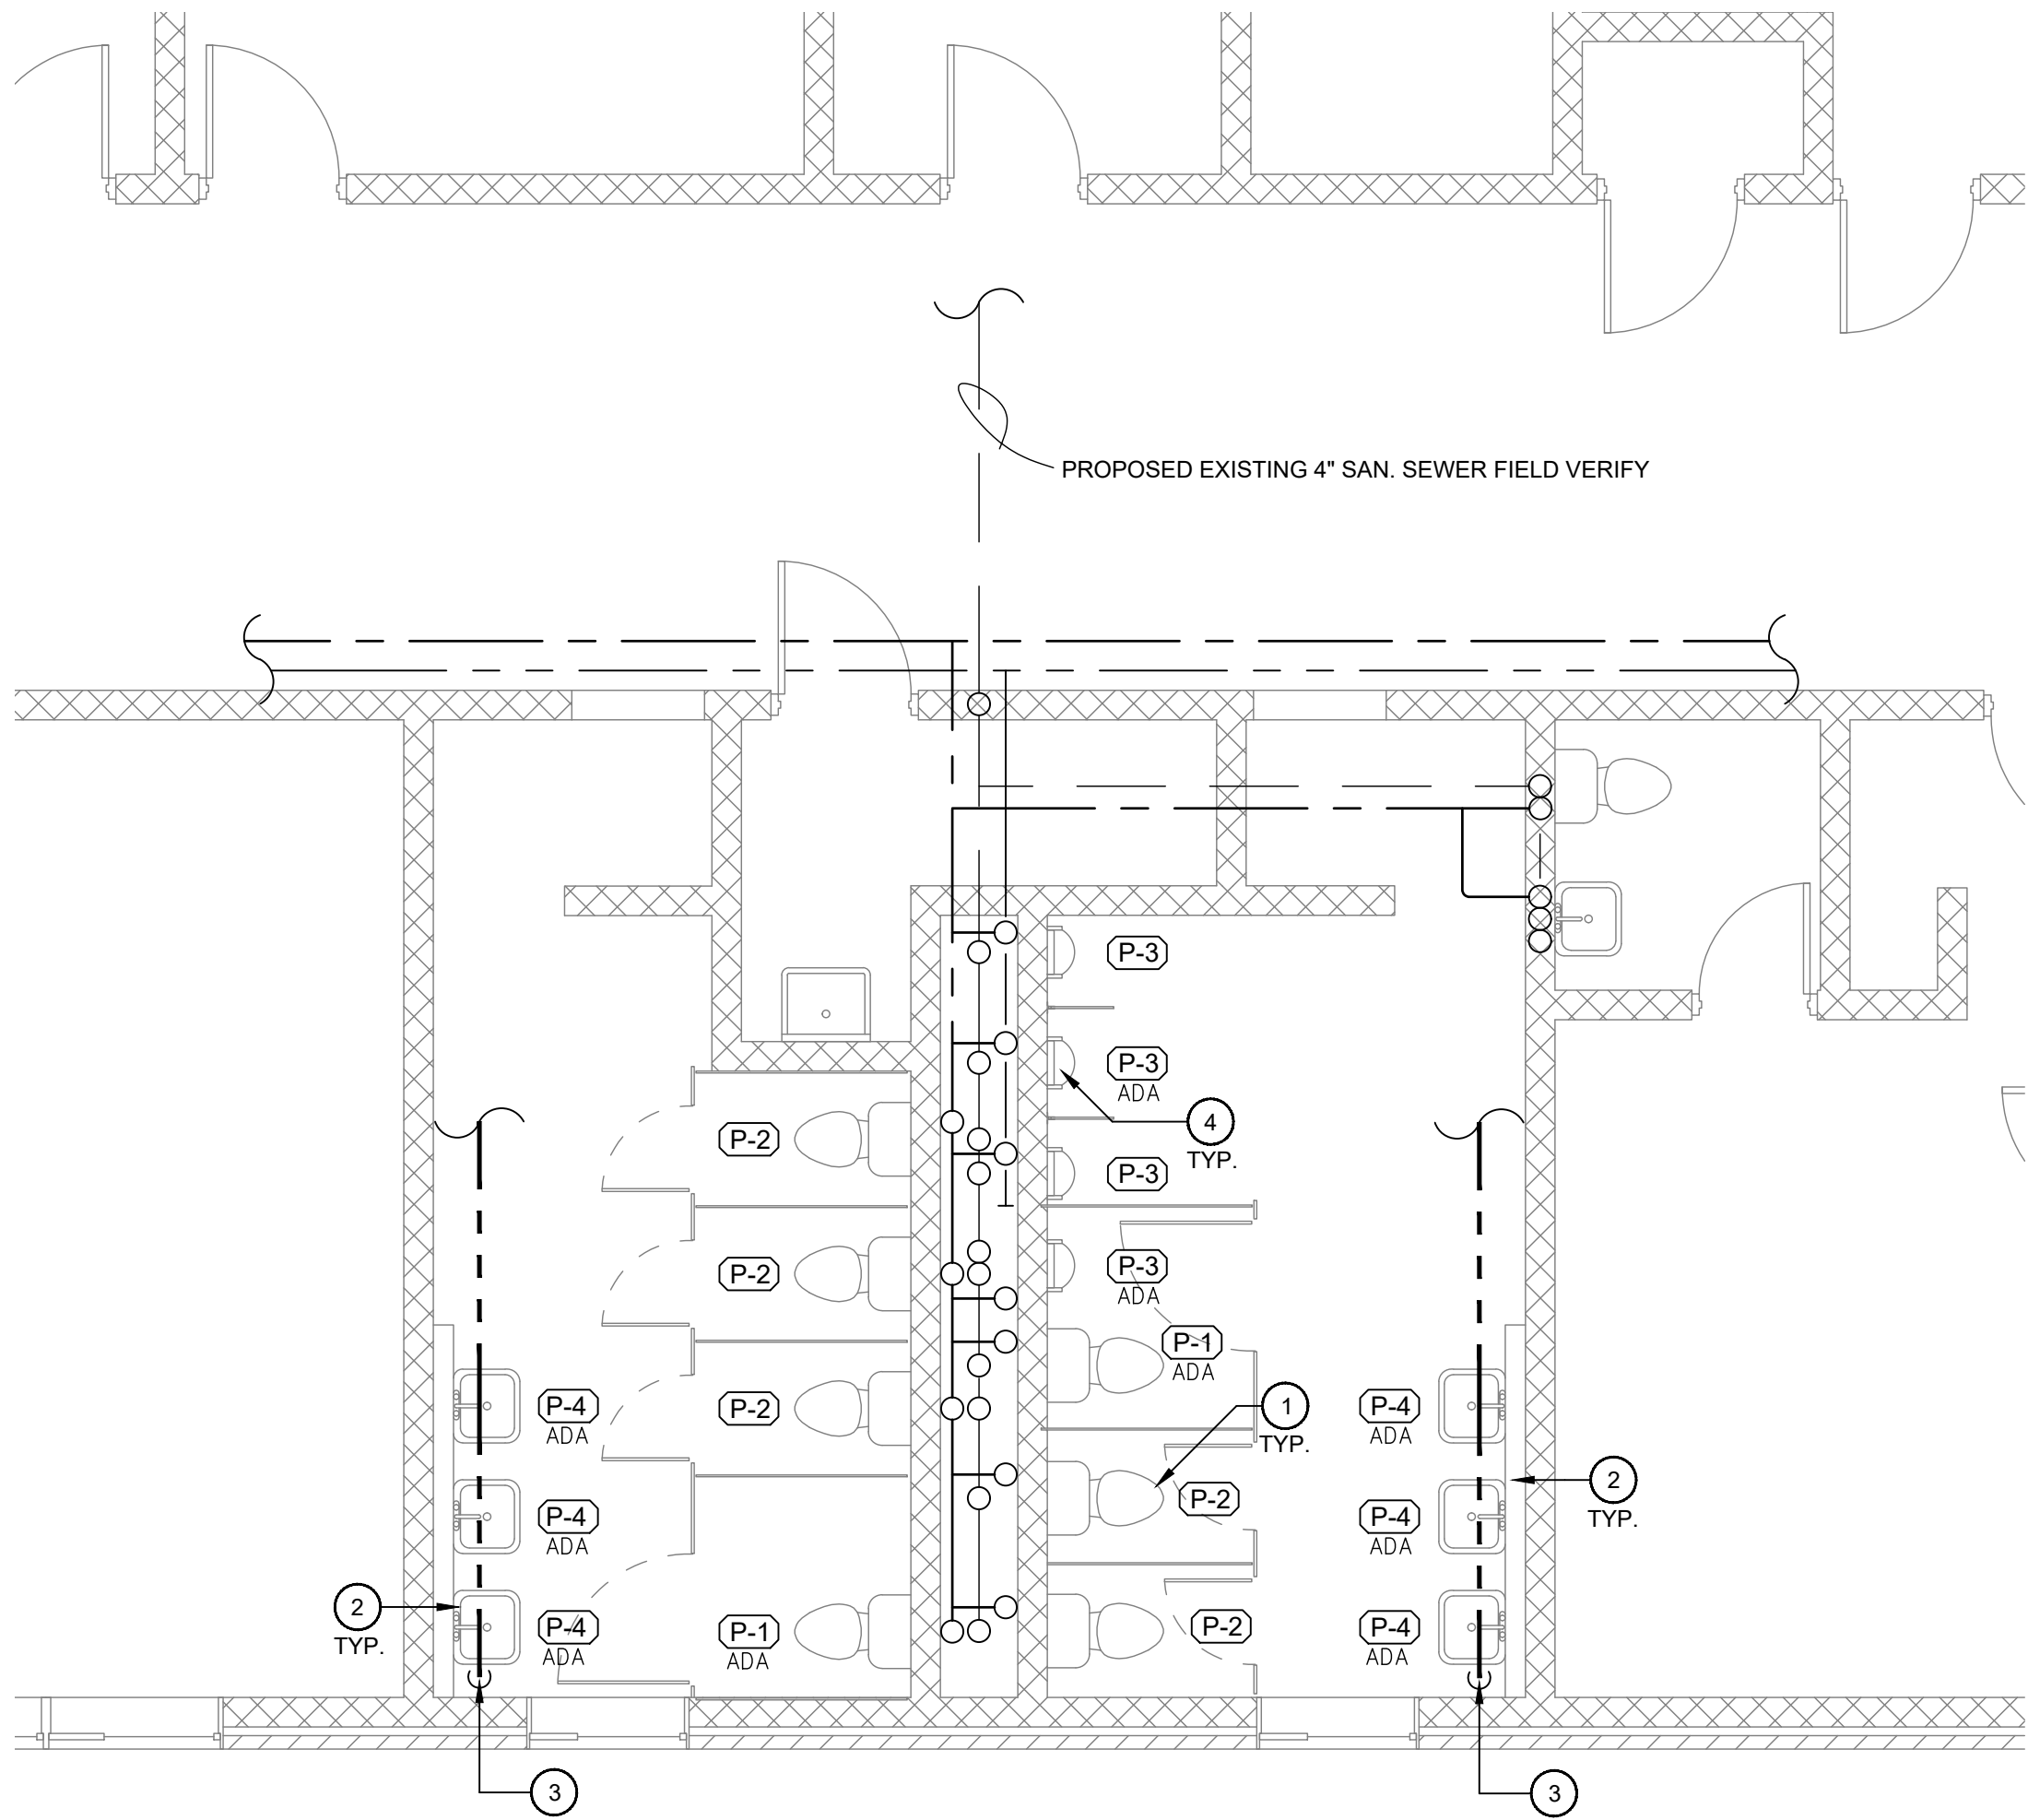 PROPOSED EXISTING 4" SAN. SEWER FIELD VERIFY
P-3
P-3
ADA
4
TYP.
P-2
P-3
P-3
ADA
P-2
P-1
ADA
1
TYP.
P-2
P-4
ADA
P-4
ADA
P-2
2
TYP.
P-4
ADA
P-4
ADA
2
TYP.
P-4
ADA
P-1
ADA
P-2
P-4
ADA
3
3